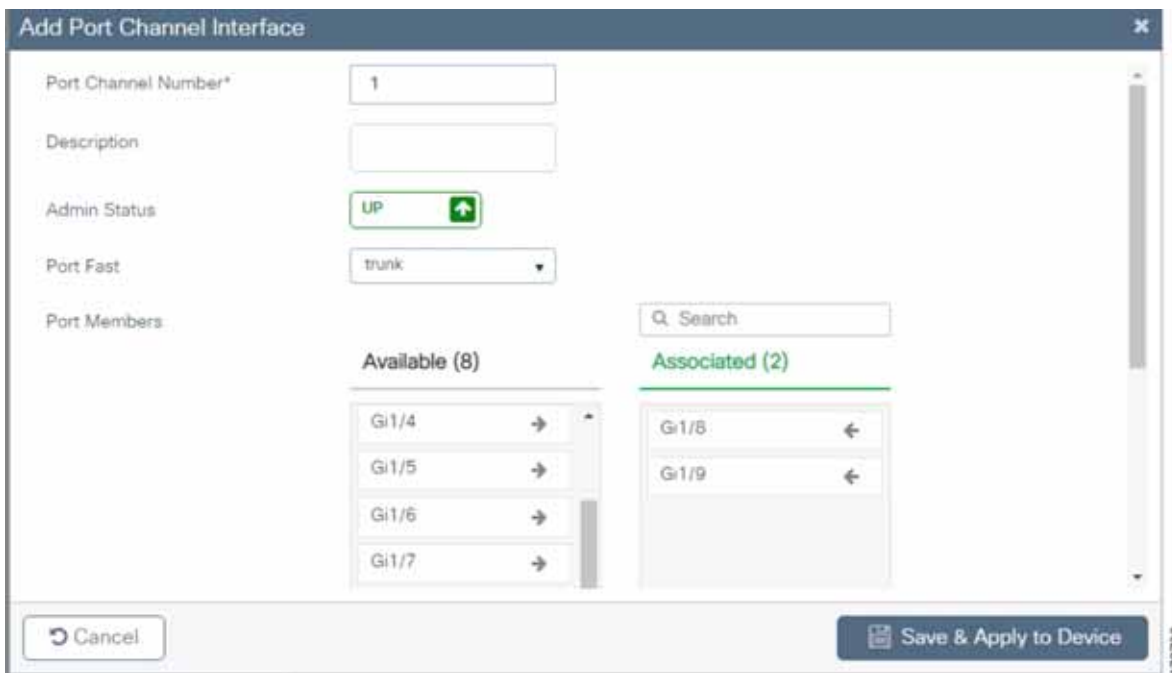 Add Port Channel Interface
Port Channel Number*
1
Description
Admin Status
UP
Port Fast
trunk
Port Members
Search
Available (8)
Associated (2)
Gi1/4
Gi1/8
Gi1/5
Gi1/9
Gi1/6
Gi1/7
Cancel
Save & Apply to Device